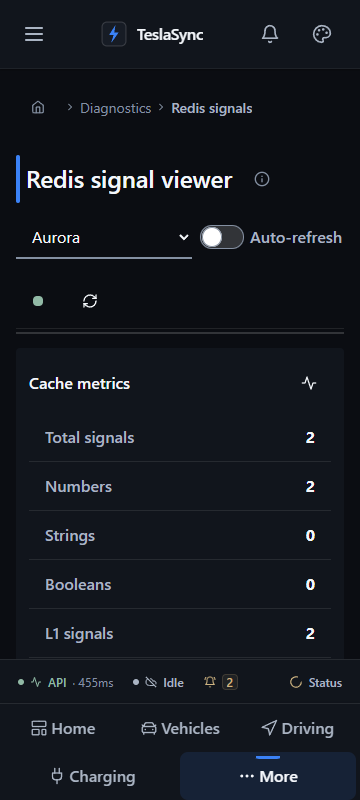 TeslaSync
Diagnostics Redis signals
Redis signal viewer
Aurora Auto-refresh
Cache metrics
Total signals 2
Numbers 2
Strings 0
Booleans 0
L1 signals 2
API · 455ms Idle 2 Status
Home Vehicles Driving
Charging More